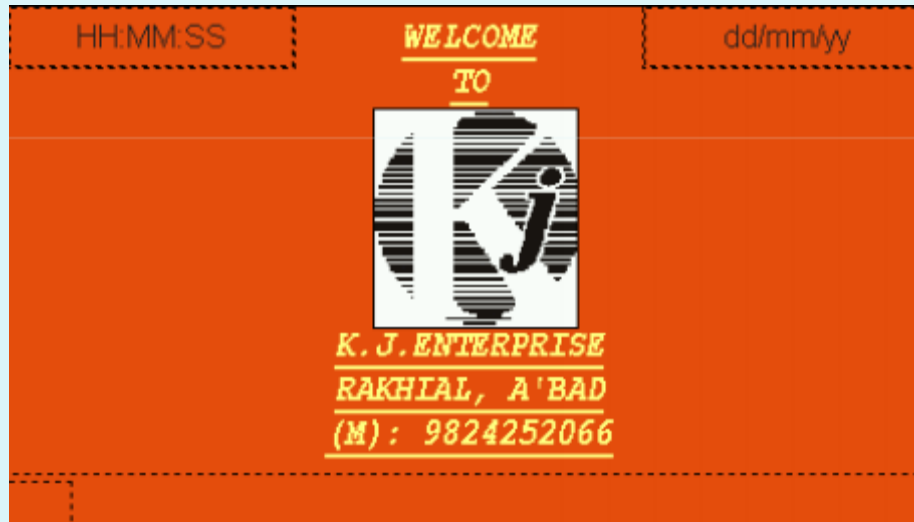 HH:MM:SS
WELCOME
dd/mm/yy
TO
Kj
K.J.ENTERPRISE
RAKHIAL, A'BAD
(M): 9824252066